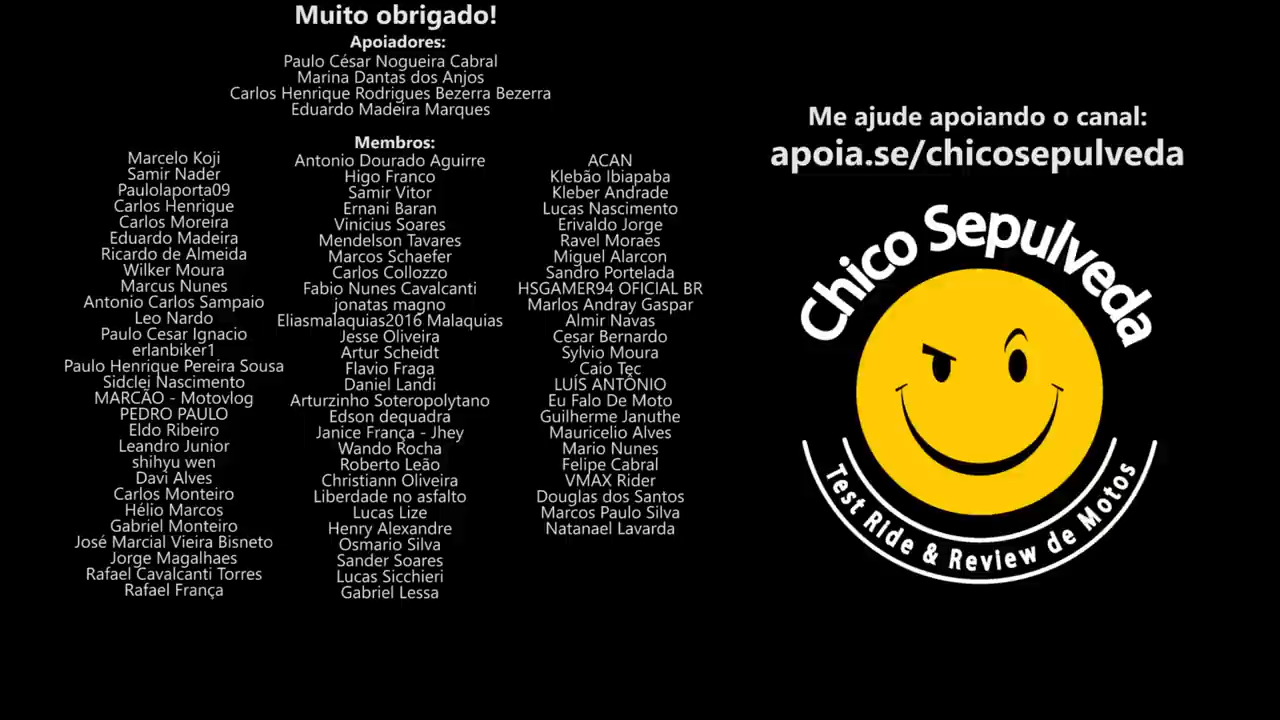 Muito obrigado!
Apoiadores:
Paulo César Nogueira Cabral
Marina Dantas dos Anjos
Carlos Henrique Rodrigues Bezerra Bezerra
Eduardo Madeira Marques
Membros:
Marcelo Koji
Samir Nader
Paulolaporta09
Carlos Henrique
Carlos Moreira
Eduardo Madeira
Ricardo de Almeida
Wilker Moura
Marcus Nunes
Antonio Carlos Sampaio
Leo Nardo
Paulo Cesar Ignacio
erlanbiker1
Paulo Henrique Pereira Sousa
Sidclei Nascimento
MARCÃO - Motovlog
PEDRO PAULO
Eldo Ribeiro
Leandro Junior
shihyu wen
Davi Alves
Carlos Monteiro
Hélio Marcos
Gabriel Monteiro
José Marcial Vieira Bisneto
Jorge Magalhaes
Rafael Cavalcanti Torres
Rafael França
Antonio Dourado Aguirre
Higo Franco
Samir Vitor
Ernani Baran
Vinicius Soares
Mendelson Tavares
Marcos Schaefer
Carlos Collozzo
Fabio Nunes Cavalcanti
jonatas magno
Eliasmalaquias2016 Malaquias
Jesse Oliveira
Artur Scheidt
Flavio Fraga
Daniel Landi
Arturzinho Soteropolytano
Edson dequadra
Janice França - Jhey
Wando Rocha
Roberto Leão
Christiann Oliveira
Liberdade no asfalto
Lucas Lize
Henry Alexandre
Osmario Silva
Sander Soares
Lucas Sicchieri
Gabriel Lessa
ACAN
Klebão Ibiapaba
Kleber Andrade
Lucas Nascimento
Erivaldo Jorge
Ravel Moraes
Miguel Alarcon
Sandro Portelada
HSGAMER94 OFICIAL BR
Marlos Andray Gaspar
Almir Navas
Cesar Bernardo
Sylvio Moura
Caio Tec
LUÍS ANTÔNIO
Eu Falo De Moto
Guilherme Januthe
Mauricelio Alves
Mario Nunes
Felipe Cabral
VMAX Rider
Douglas dos Santos
Marcos Paulo Silva
Natanael Lavarda
Me ajude apoiando o canal:
apoia.se/chicosepulveda
Chico Sepulveda
Test Ride & Review de Motos